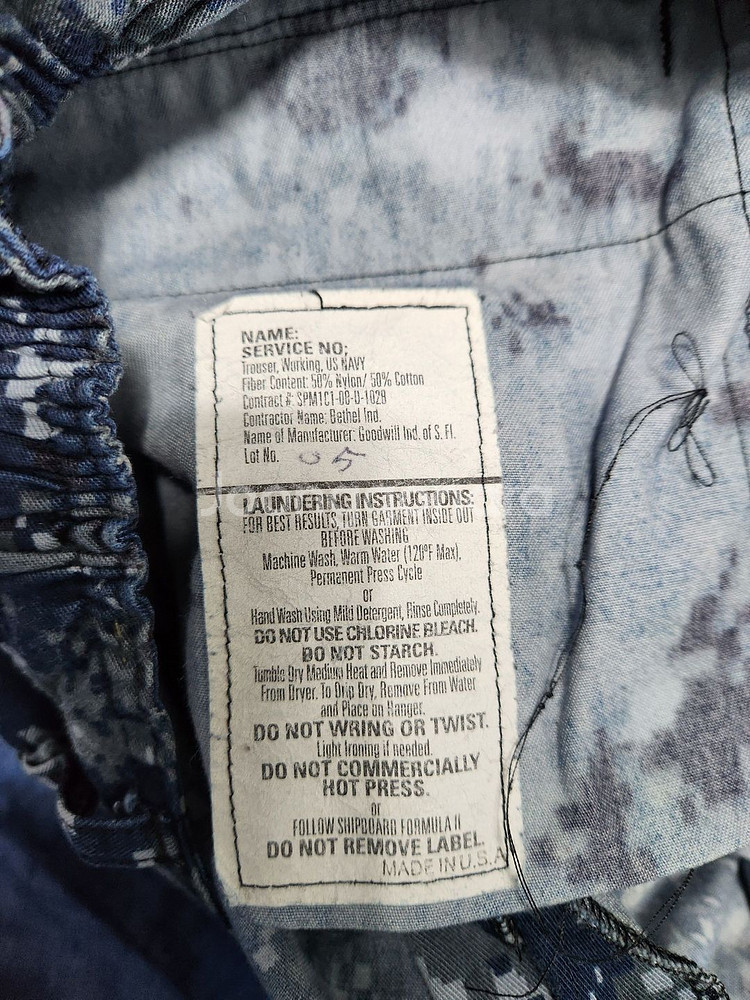 NAME:
SERVICE NO;
Trouser, Working, US NAVY
Fiber Content: 50% Nylon/ 50% Cotton
Contract #: SPM1C1-08-D-1028
Contractor Name: Bethel Ind.
Name of Manufacturer: Goodwill Ind. of S. Fl.
Lot No. 05
LAUNDERING INSTRUCTIONS:
FOR BEST RESULTS, TURN GARMENT INSIDE OUT
BEFORE WASHING
Machine Wash, Warm Water (120°F Max),
Permanent Press Cycle
or
Hand Wash Using Mild Detergent, Rinse Completely.
DO NOT USE CHLORINE BLEACH.
DO NOT STARCH.
Tumble Dry Medium Heat and Remove Immediately
From Dryer. To Drip Dry, Remove From Water
and Place on Hanger.
DO NOT WRING OR TWIST.
Light Ironing if needed.
DO NOT COMMERCIALLY
HOT PRESS.
or
FOLLOW SHIPBOARD FORMULA II
DO NOT REMOVE LABEL.
MADE IN U.S.A